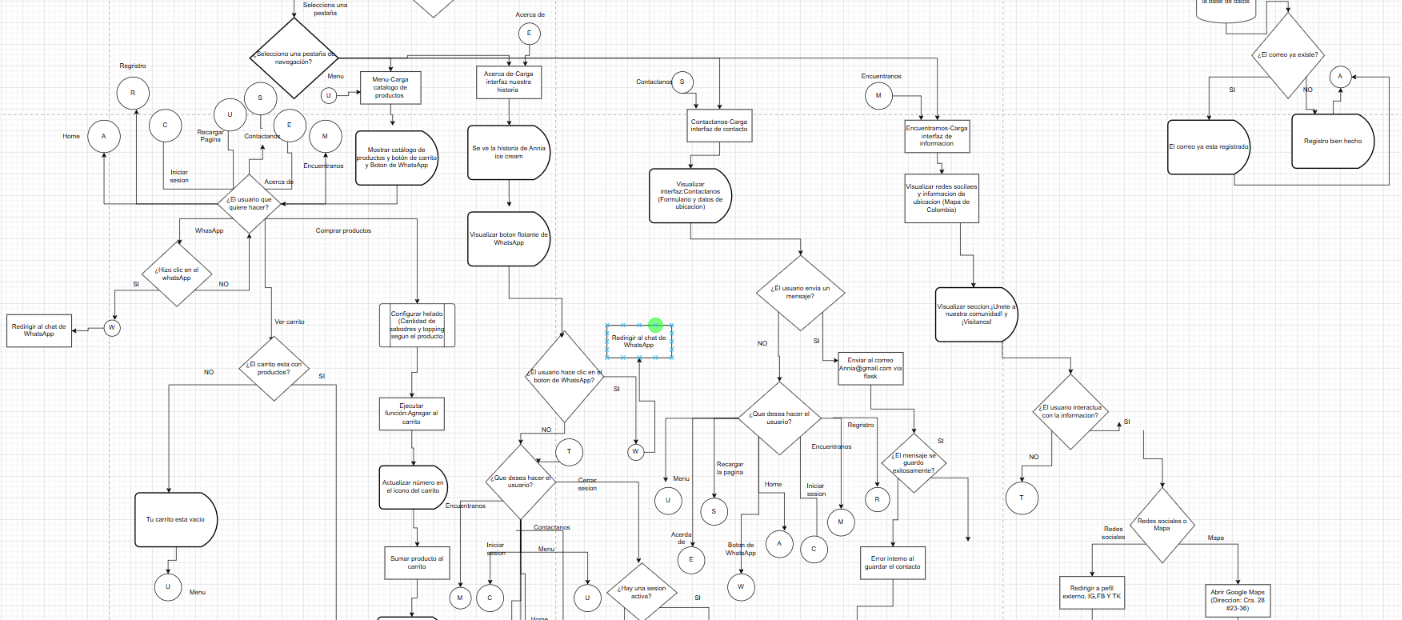 Selecciona una
pestaña
¿Selecciono una pestaña de
navegación?
Registro
R
Home
A
C
Iniciar
sesion
U
Recargar
Pagina
S
Contactanos
E
Acerca de
M
Encuentranos
¿El usuario que
quiere hacer?
Menu
U
Menu-Carga
catalogo de
productos
Mostrar catálogo de
productos y botón de carrito
y Boton de WhatsApp
WhasApp
Comprar productos
¿Hizo clic en el
whatsApp
SI
NO
W
Redirigir al chat de
WhatsApp
Ver carrito
¿El carrito esta con
productos?
NO
SI
Tu carrito esta vacio
U
Menu
Configurar helado
(Cantidad de
sabodres y topping
segun el producto
Ejecutar
función:Agregar al
carrito
Actualizar número en
el icono del carrito
Sumar producto al
carrito
Acerca de
E
Acerca de-Carga
interfaz nuestra
historia
Se ve la historia de Annia
ice cream
Visualizar boton flotante de
WhatsApp
¿El usuario hace clic en el
boton de WhatsApp?
SI
NO
W
Redirigir al chat de
WhatsApp
T
¿Que desea hacer el
usuario?
Cerrar
sesion
Encuentranos
Contactanos
Iniciar
sesion
Menu
M
C
U
¿Hay una sesion
activa?
SI
Home
Contactanos
S
Contactanos-Carga
interfaz de contacto
Visualizar
interfaz:Contactanos
(Formulario y datos de
ubicacion)
¿El usuario envia un
mensaje?
NO
SI
Enviar al correo
Annia@gmail.com via
flask
¿Que desea hacer el
usuario?
Registro
Encuentranos
Menu
U
Recargar
la pagina
S
Acerca
de
E
Boton de
WhatsApp
W
Home
A
Iniciar
sesion
C
M
R
¿El mensaje se
guardo
exitosamente?
SI
Error interno al
guardar el contacto
Encuentranos
M
Encuentramos-Carga
interfaz de
informacion
Visualizar redes socilaes
y informacion de
ubicacion (Mapa de
Colombia)
Visualizar seccion:¡Unete a
nuestra comunidad! y
¡Visitanos!
¿El usuario interactua
con la informacion?
SI
NO
T
Redes sociales o
Mapa
Redes
sociales
Mapa
Redirigir a pefil
externo, IG,FB Y TK
Abrir Google Maps
(Direccion: Cra. 28
#23-36)
la base de datos
¿El correo ya existe?
SI
NO
A
El correo ya esta registrado
Registro bien hecho